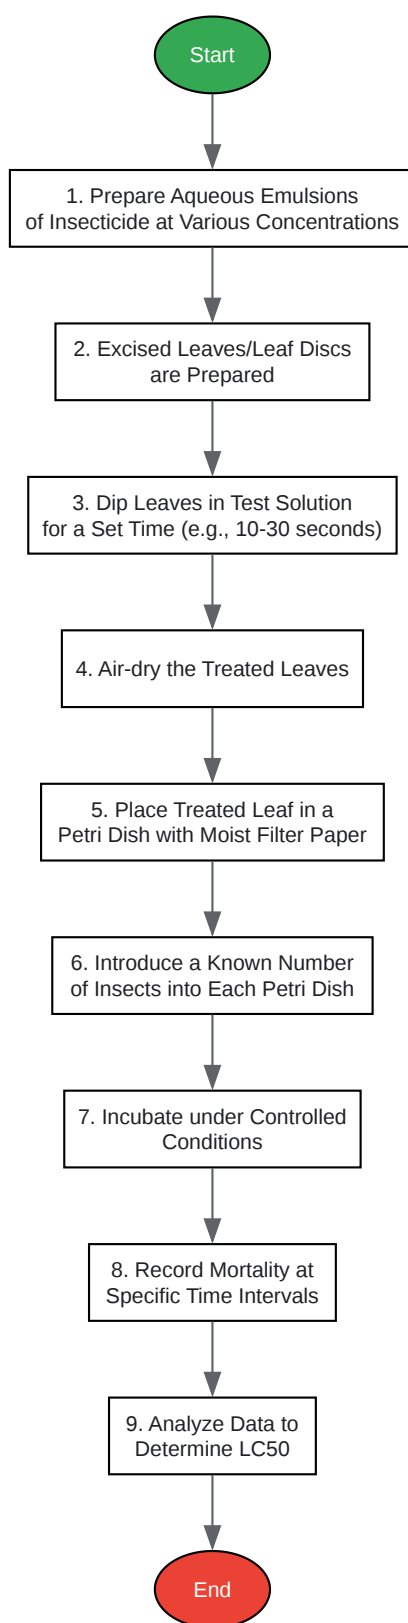 Start
1. Prepare Aqueous Emulsions
of Insecticide at Various Concentrations
2. Excised Leaves/Leaf Discs
are Prepared
3. Dip Leaves in Test Solution
for a Set Time (e.g., 10-30 seconds)
4. Air-dry the Treated Leaves
5. Place Treated Leaf in a
Petri Dish with Moist Filter Paper
6. Introduce a Known Number
of Insects into Each Petri Dish
7. Incubate under Controlled
Conditions
8. Record Mortality at
Specific Time Intervals
9. Analyze Data to
Determine LC50
End